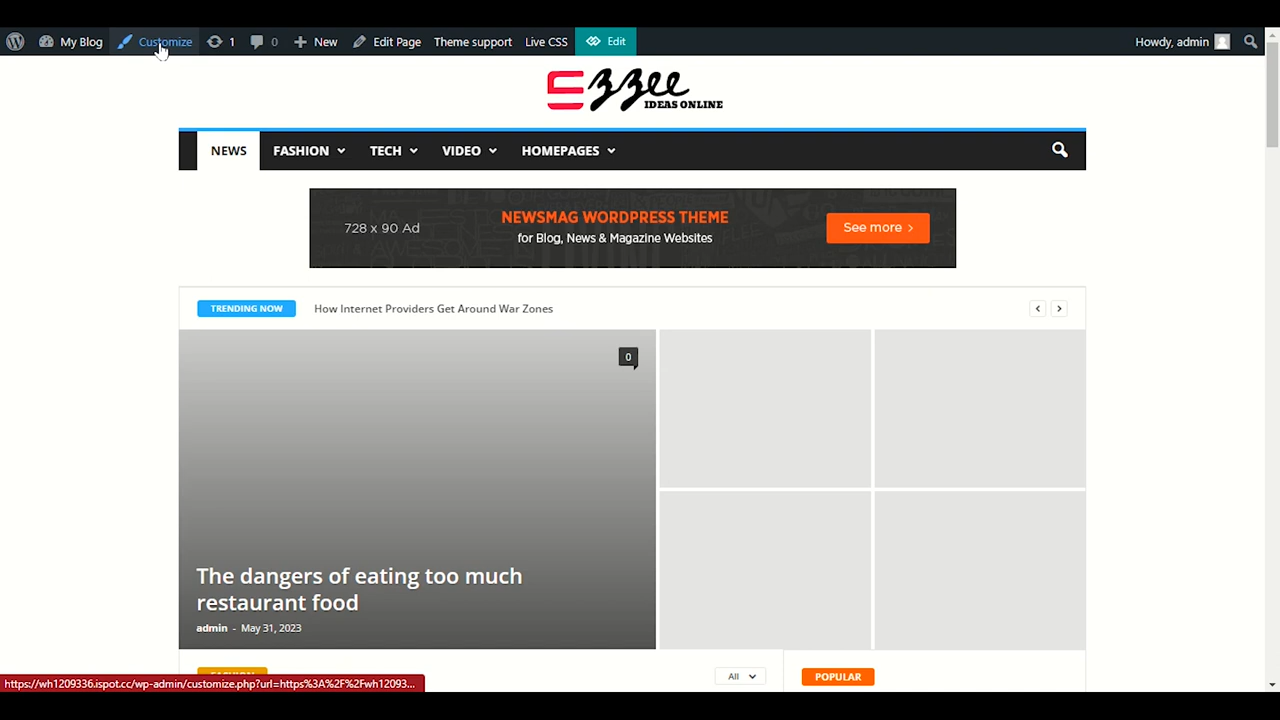 My Blog Customize 1 0 New Edit Page Theme support Live CSS Edit Howdy, admin
Ezzee
IDEAS ONLINE
NEWS FASHION TECH VIDEO HOMEPAGES
728 x 90 Ad
NEWSMAG WORDPRESS THEME
for Blog, News & Magazine Websites
See more
TRENDING NOW How Internet Providers Get Around War Zones
0
The dangers of eating too much
restaurant food
admin - May 31, 2023
FASHION All POPULAR
https://wh1209336.ispot.cc/wp-admin/customize.php?url=https%3A%2F%2Fwh12093...